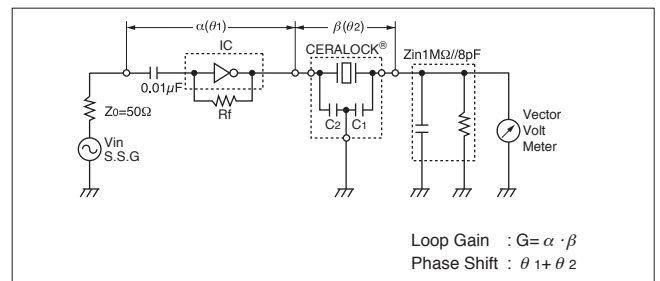 α(θ1) β(θ2)
IC
CERALOCK®
Zin1MΩ//8pF
0.01µF
Rf
Z0=50Ω
C2 C1
Vector
Volt
Meter
Vin
S.S.G
Loop Gain : G= α · β
Phase Shift : θ 1+ θ 2